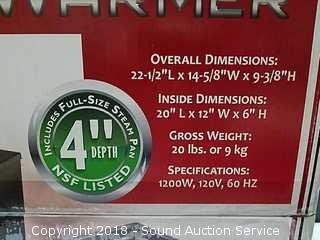 WARMER
OVERALL DIMENSIONS:
22-1/2"L x 14-5/8"W x 9-3/8"H
INSIDE DIMENSIONS:
20" L x 12" W x 6" H
GROSS WEIGHT:
20 lbs. or 9 kg
SPECIFICATIONS:
1200W, 120V, 60 HZ
INCLUDES FULL-SIZE STEAM PAN
4"
DEPTH
NSF LISTED
Copyright 2018 - Sound Auction Service